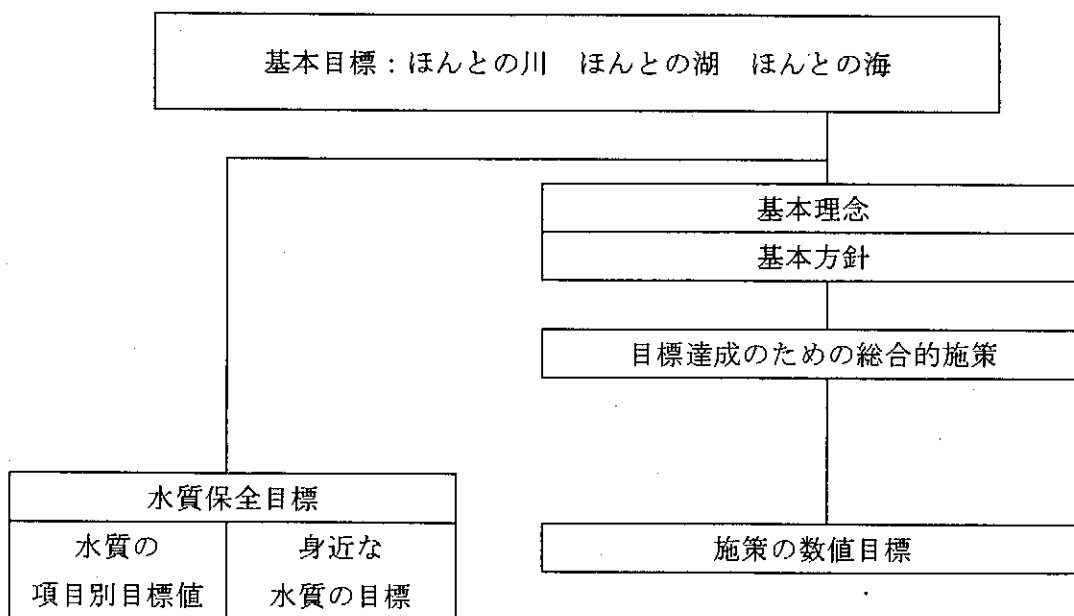 基本目標：ほんとの川　ほんとの湖　ほんとの海
基本理念
基本方針
目標達成のための総合的施策
水質保全目標
水質の
項目別目標値
身近な
水質の目標
施策の数値目標